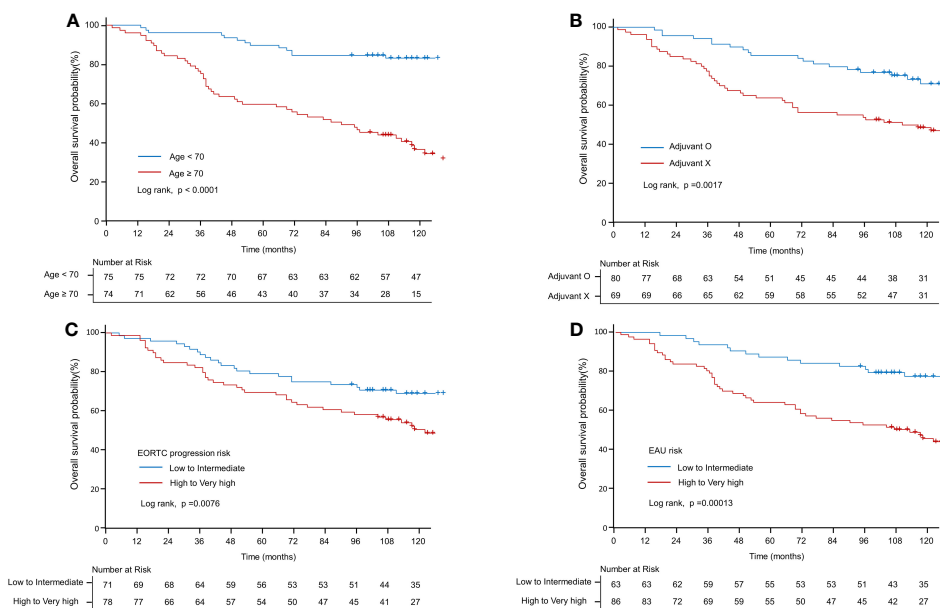 A
100
80
60
40
20
0
Overall survival probability(%)
Age < 70
Age ≥ 70
Log rank, p < 0.0001
0 12 24 36 48 60 72 84 96 108 120
Time (months)
Number at Risk
Age < 70 75 75 72 72 70 67 63 63 62 57 47
Age ≥ 70 74 71 62 56 46 43 40 37 34 28 15
B
100
80
60
40
20
0
Overall survival probability(%)
Adjuvant O
Adjuvant X
Log rank, p =0.0017
0 12 24 36 48 60 72 84 96 108 120
Time (months)
Number at Risk
Adjuvant O 80 77 68 63 54 51 45 45 44 38 31
Adjuvant X 69 69 66 65 62 59 58 55 52 47 31
C
100
80
60
40
20
0
Overall survival probability(%)
EORTC progression risk
Low to Intermediate
High to Very high
Log rank, p =0.0076
0 12 24 36 48 60 72 84 96 108 120
Time (months)
Number at Risk
Low to Intermediate 71 69 68 64 59 56 53 53 51 44 35
High to Very high 78 77 66 64 57 54 50 47 45 41 27
D
100
80
60
40
20
0
Overall survival probability(%)
EAU risk
Low to Intermediate
High to Very high
Log rank, p =0.00013
0 12 24 36 48 60 72 84 96 108 120
Time (months)
Number at Risk
Low to Intermediate 63 63 62 59 57 55 53 53 51 43 35
High to Very high 86 83 72 69 59 55 50 47 45 42 27